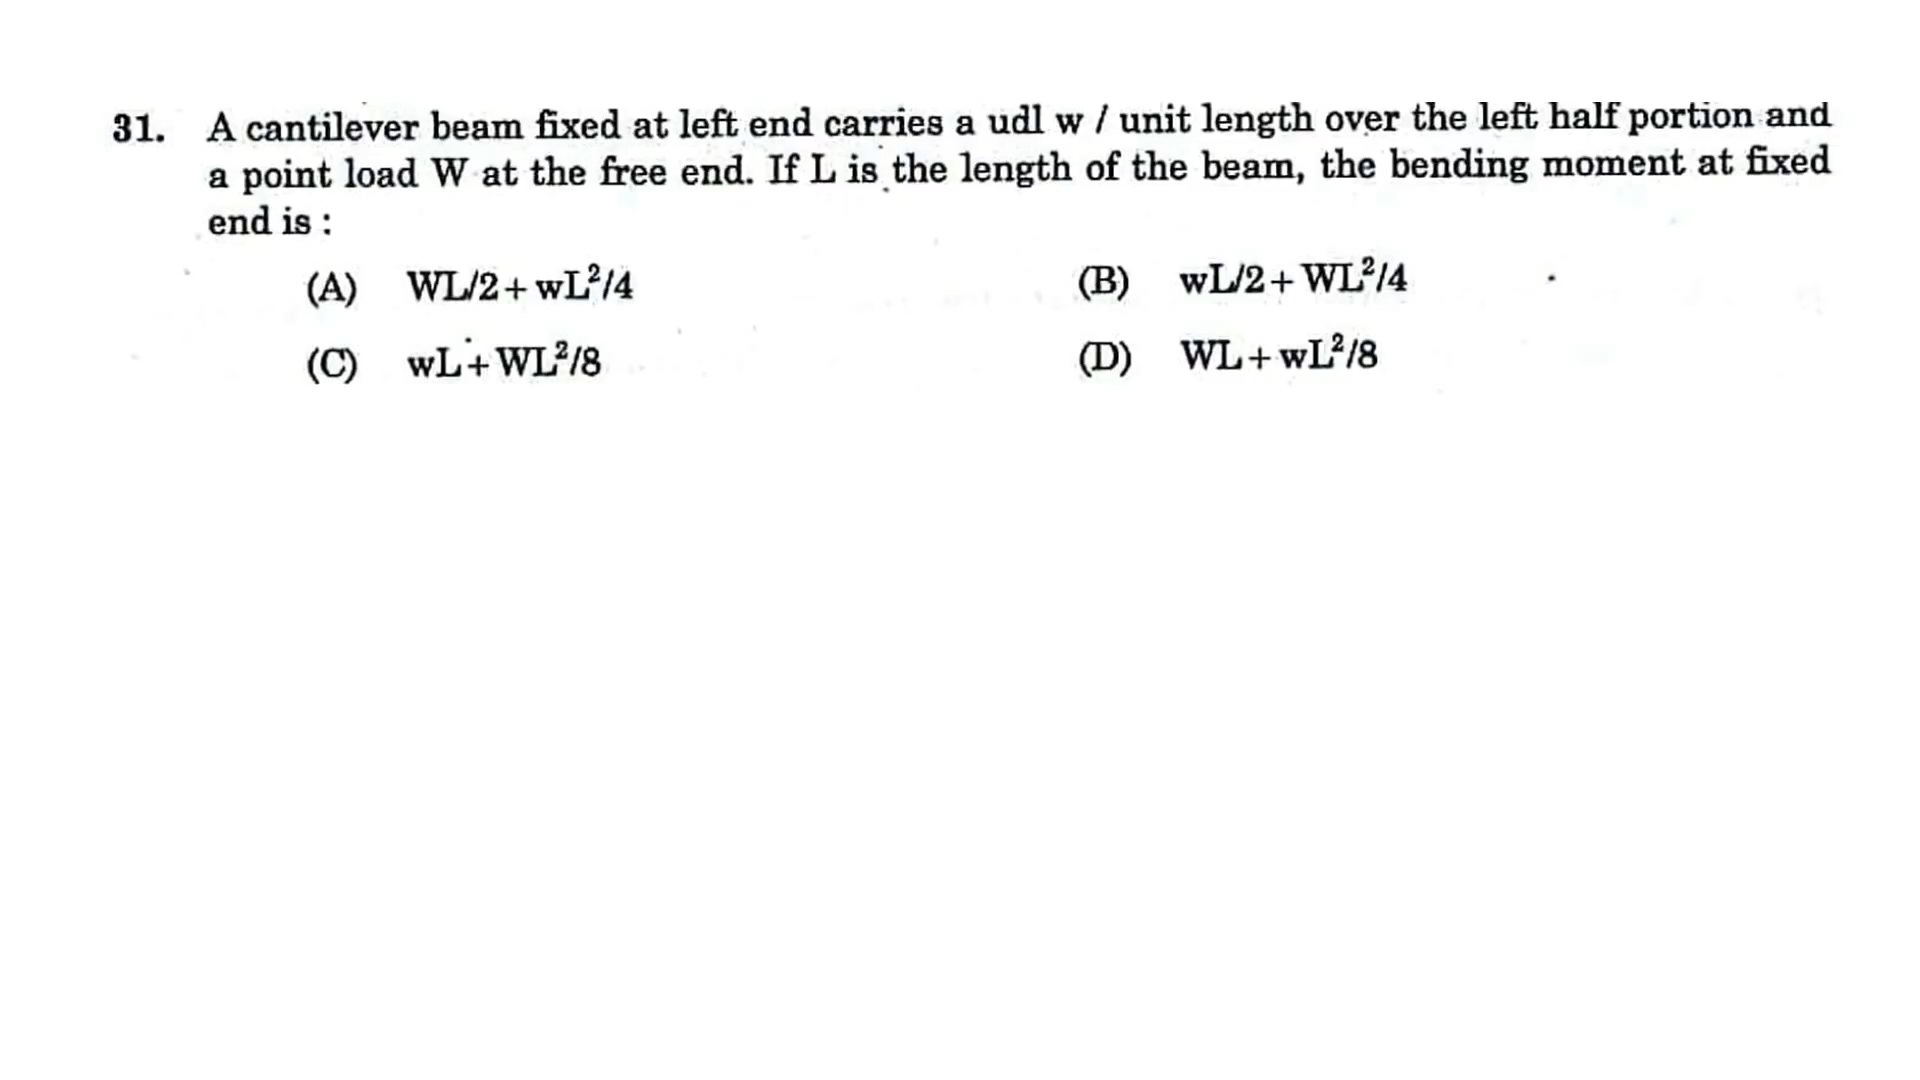 31. A cantilever beam fixed at left end carries a udl w / unit length over the left half portion and
a point load W at the free end. If L is the length of the beam, the bending moment at fixed
end is :
(A) WL/2 + wL²/4 (B) wL/2 + WL²/4
(C) wL + WL²/8 (D) WL + wL²/8